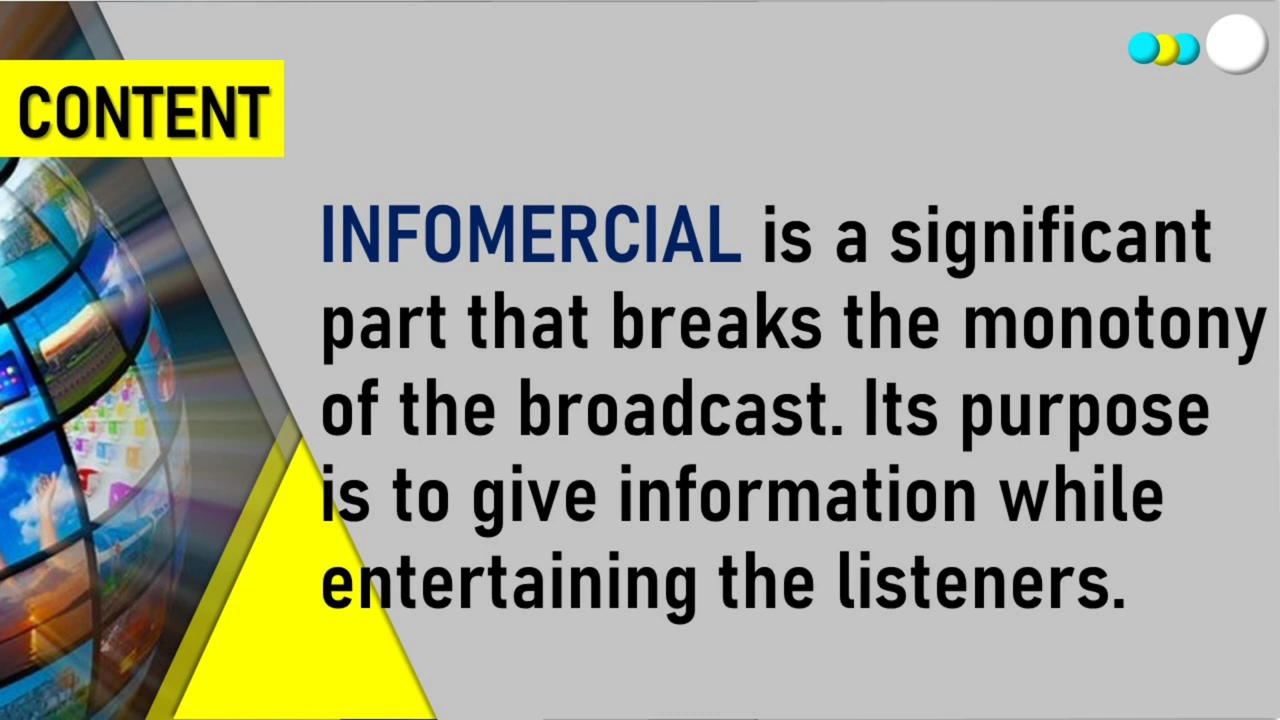 CONTENT
INFOMERCIAL is a significant
part that breaks the monotony
of the broadcast. Its purpose
is to give information while
entertaining the listeners.